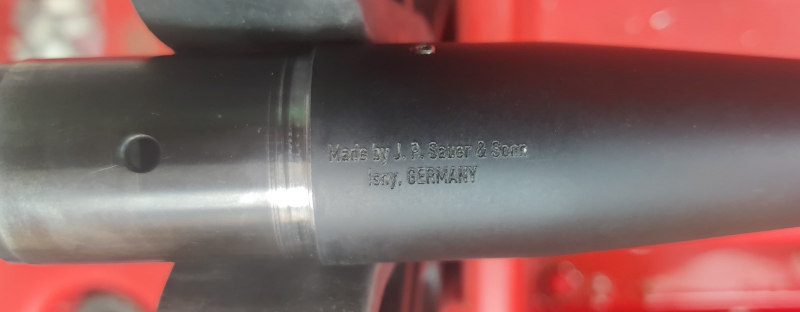 Made by J. P. Sauer & Sohn
Isny, GERMANY